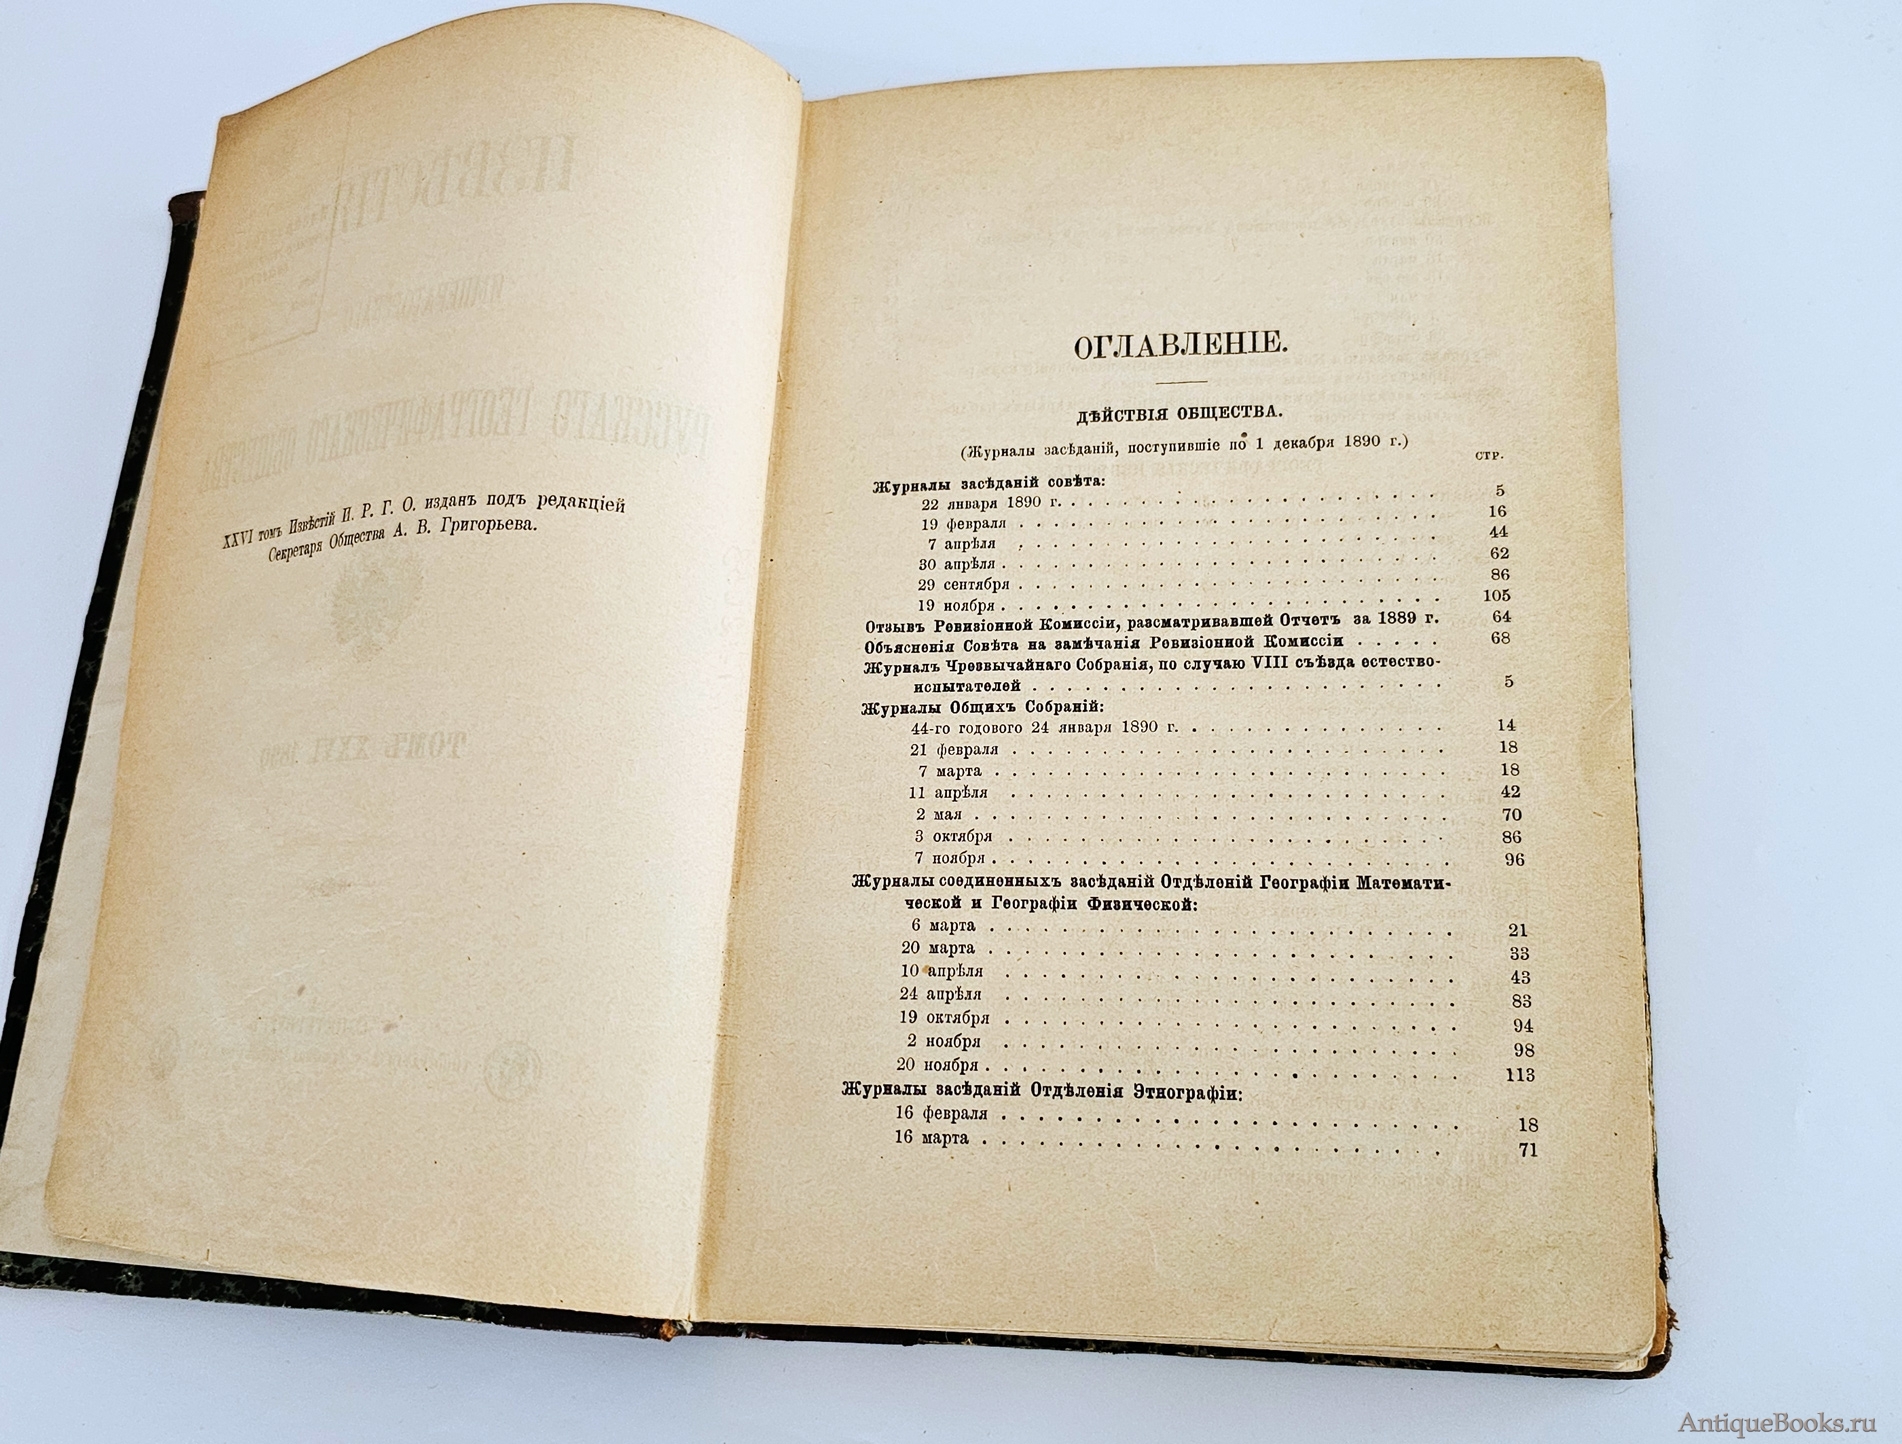 XXVI томъ Извѣстій И. Р. Г. О. изданъ подъ редакціей
Секретаря Общества А. В. Григорьева.
ОГЛАВЛЕНІЕ.
ДѢЙСТВІЯ ОБЩЕСТВА.
(Журналы засѣданій, поступившіе по 1 декабря 1890 г.)
СТР.
Журналы засѣданій совѣта:
22 января 1890 г. 5
19 февраля 16
7 апрѣля 44
30 апрѣля 62
29 сентября 86
19 ноября 105
Отзывъ Ревизіонной Комиссіи, разсматривавшей Отчетъ за 1889 г. 64
Объясненія Совѣта на замѣчанія Ревизіонной Комиссіи 68
Журналъ Чрезвычайнаго Собранія, по случаю VIII съѣзда естество-
испытателей 5
Журналы Общихъ Собраній:
44-го годового 24 января 1890 г. 14
21 февраля 18
7 марта 18
11 апрѣля 42
2 мая 70
3 октября 86
7 ноября 96
Журналы соединенныхъ засѣданій Отдѣленій Географіи Математи-
ческой и Географіи Физической:
6 марта 21
20 марта 33
10 апрѣля 43
24 апрѣля 83
19 октября 94
2 ноября 98
20 ноября 113
Журналы засѣданій Отдѣленія Этнографіи:
16 февраля 18
16 марта 71
AntiqueBooks.ru